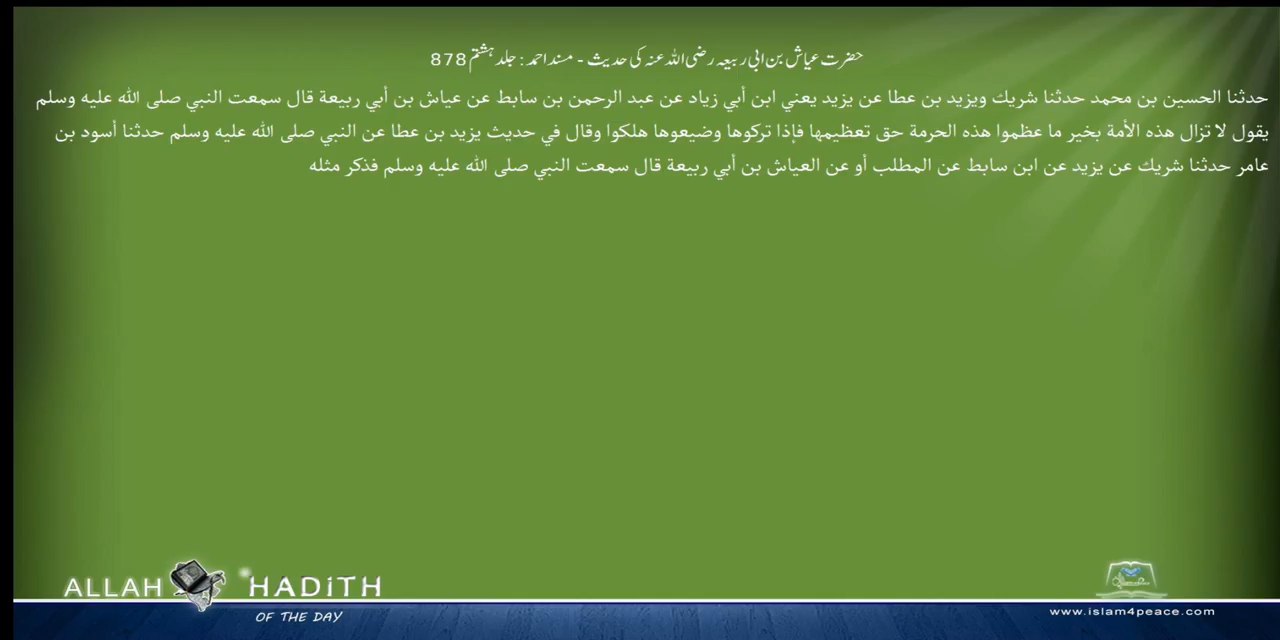 حضرت عیاش بن ابی ربیعہ رضی اللہ عنہ کی حدیث - مسند احمد : جلد ہشتم 878
حدثنا الحسين بن محمد حدثنا شريك ويزيد بن عطا عن يزيد يعني ابن أبي زياد عن عبد الرحمن بن سابط عن عياش بن أبي ربيعة قال سمعت النبي صلى الله عليه وسلم
يقول لا تزال هذه الأمة بخير ما عظموا هذه الحرمة حق تعظيمها فإذا تركوها وضيعوها هلكوا وقال في حديث يزيد بن عطا عن النبي صلى الله عليه وسلم حدثنا أسود بن
عامر حدثنا شريك عن يزيد عن ابن سابط عن المطلب أو عن العياش بن أبي ربيعة قال سمعت النبي صلى الله عليه وسلم فذكر مثله
ALLAH HADITH
OF THE DAY
www.islam4peace.com